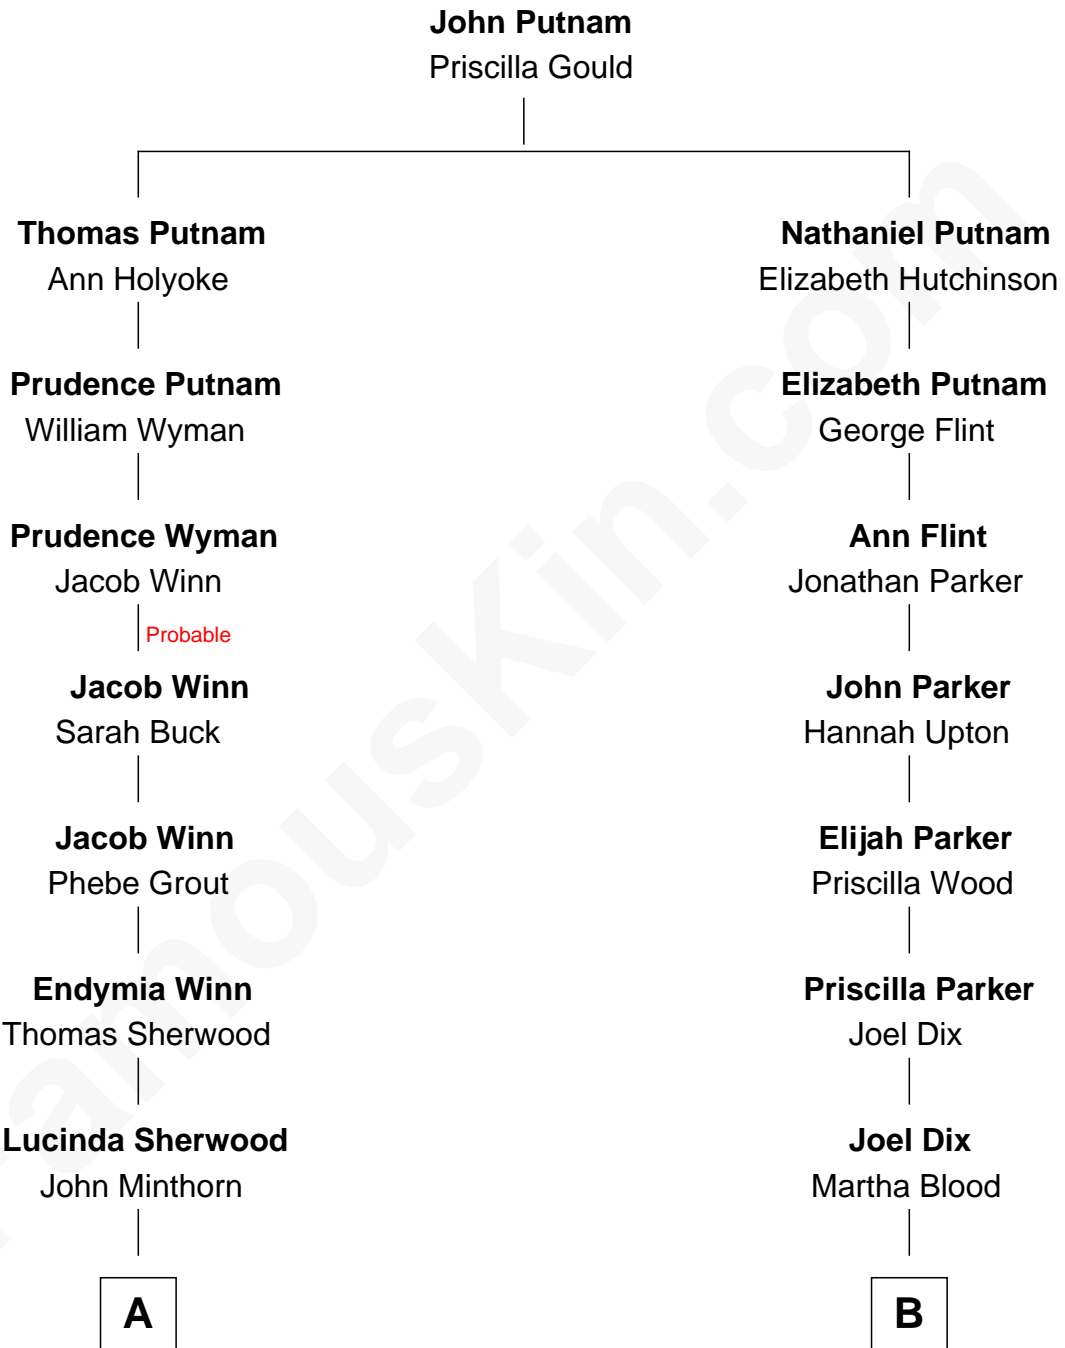 John Putnam
Priscilla Gould
Thomas Putnam
Ann Holyoke
Nathaniel Putnam
Elizabeth Hutchinson
Prudence Putnam
William Wyman
Elizabeth Putnam
George Flint
Prudence Wyman
Jacob Winn
Ann Flint
Jonathan Parker
Probable
Jacob Winn
Sarah Buck
John Parker
Hannah Upton
Jacob Winn
Phebe Grout
Elijah Parker
Priscilla Wood
Endymia Winn
Thomas Sherwood
Priscilla Parker
Joel Dix
Lucinda Sherwood
John Minthorn
Joel Dix
Martha Blood
A
B
FamousKin.com